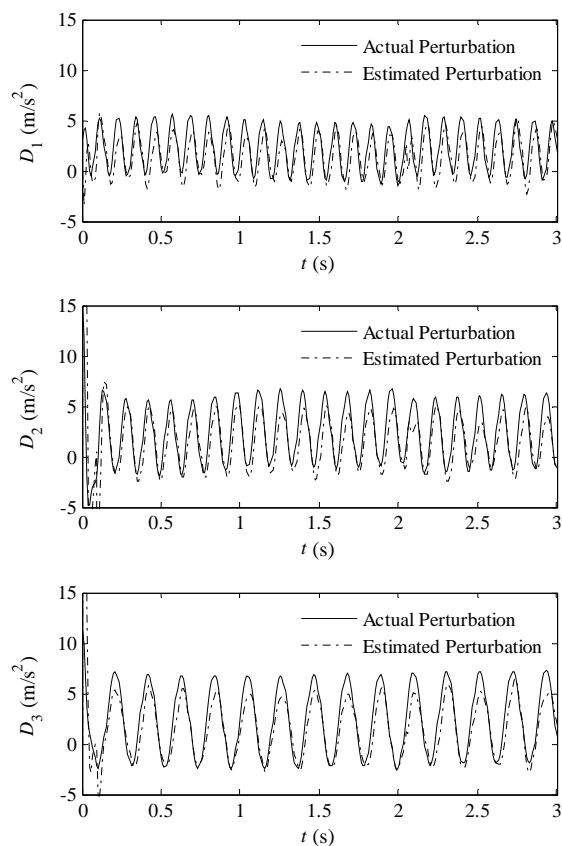 15
10
5
0
-5
D1 (m/s2)
Actual Perturbation
Estimated Perturbation
0 0.5 1 1.5 2 2.5 3
t (s)
15
10
5
0
-5
D2 (m/s2)
Actual Perturbation
Estimated Perturbation
0 0.5 1 1.5 2 2.5 3
t (s)
15
10
5
0
-5
D3 (m/s2)
Actual Perturbation
Estimated Perturbation
0 0.5 1 1.5 2 2.5 3
t (s)